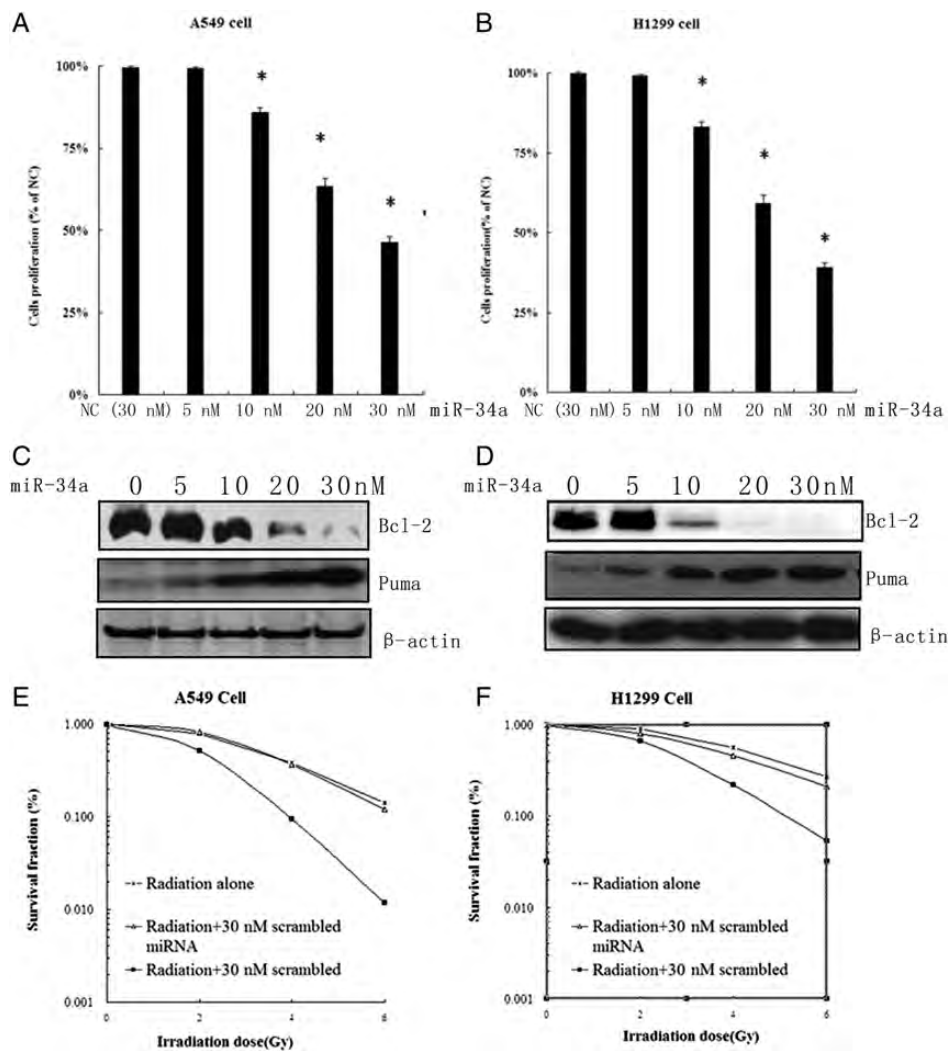 A
A549 cell
100%
75%
50%
25%
0%
Cells proliferation (% of NC)
*
*
*
NC (30 nM) 5 nM 10 nM 20 nM 30 nM miR-34a
B
H1299 cell
100%
75%
50%
25%
0%
Cells proliferation(% of NC)
*
*
*
NC (30 nM) 5 nM 10 nM 20 nM 30 nM miR-34a
C
miR-34a 0 5 10 20 30nM
Bcl-2
Puma
β-actin
D
miR-34a 0 5 10 20 30nM
Bcl-2
Puma
β-actin
E
A549 Cell
1.000
0.100
0.010
0.001
Survival fraction (%)
Radiation alone
Radiation+30 nM scrambled
miRNA
Radiation+30 nM scrambled
0 2 4 6
Irradiation dose(Gy)
F
H1299 Cell
1.000
0.100
0.010
0.001
Survival fraction (%)
Radiation alone
Radiation+30 nM scrambled
miRNA
Radiation+30 nM scrambled
0 2 4 6
Irradiation dose(Gy)